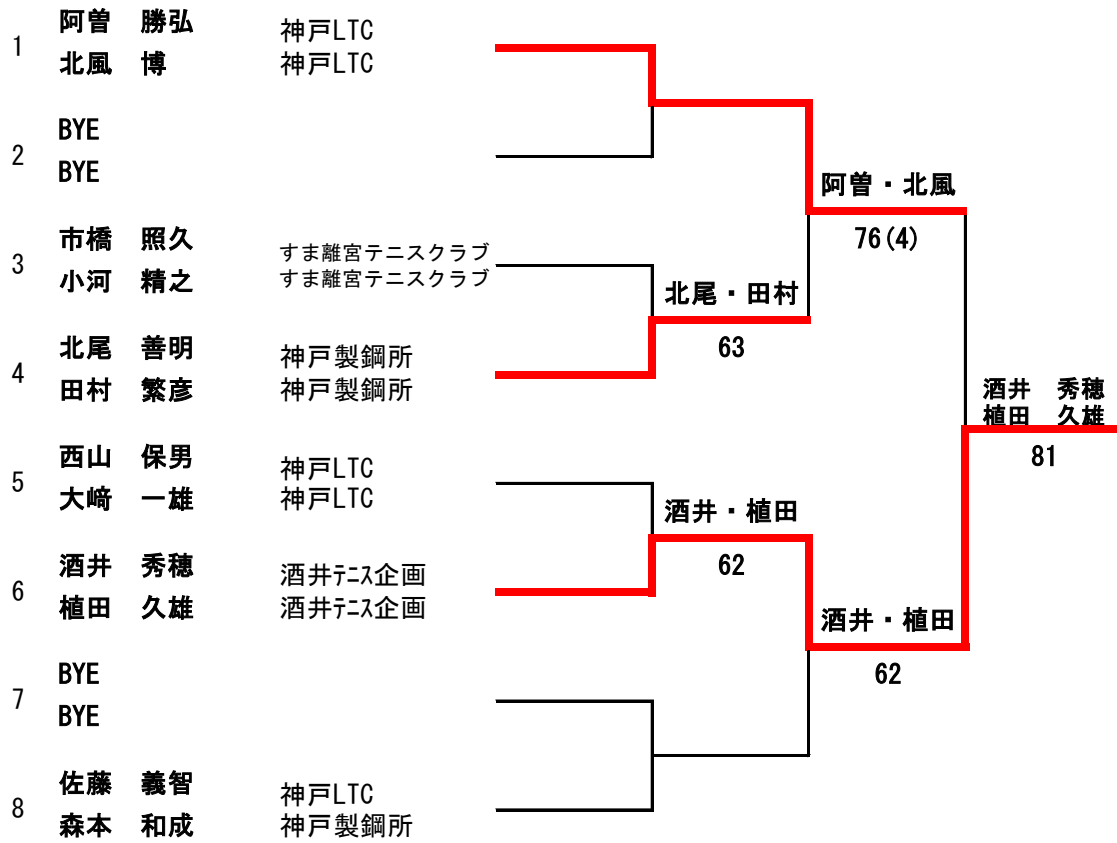 1
阿曽　勝弘
北風　博
神戸LTC
神戸LTC
2
BYE
BYE
3
市橋　照久
小河　精之
すま離宮テニスクラブ
すま離宮テニスクラブ
4
北尾　善明
田村　繁彦
神戸製鋼所
神戸製鋼所
5
西山　保男
大﨑　一雄
神戸LTC
神戸LTC
6
酒井　秀穂
植田　久雄
酒井ﾃﾆｽ企画
酒井ﾃﾆｽ企画
7
BYE
BYE
8
佐藤　義智
森本　和成
神戸LTC
神戸製鋼所
北尾・田村
63
酒井・植田
62
阿曽・北風
76(4)
酒井・植田
62
酒井　秀穂
植田　久雄
81